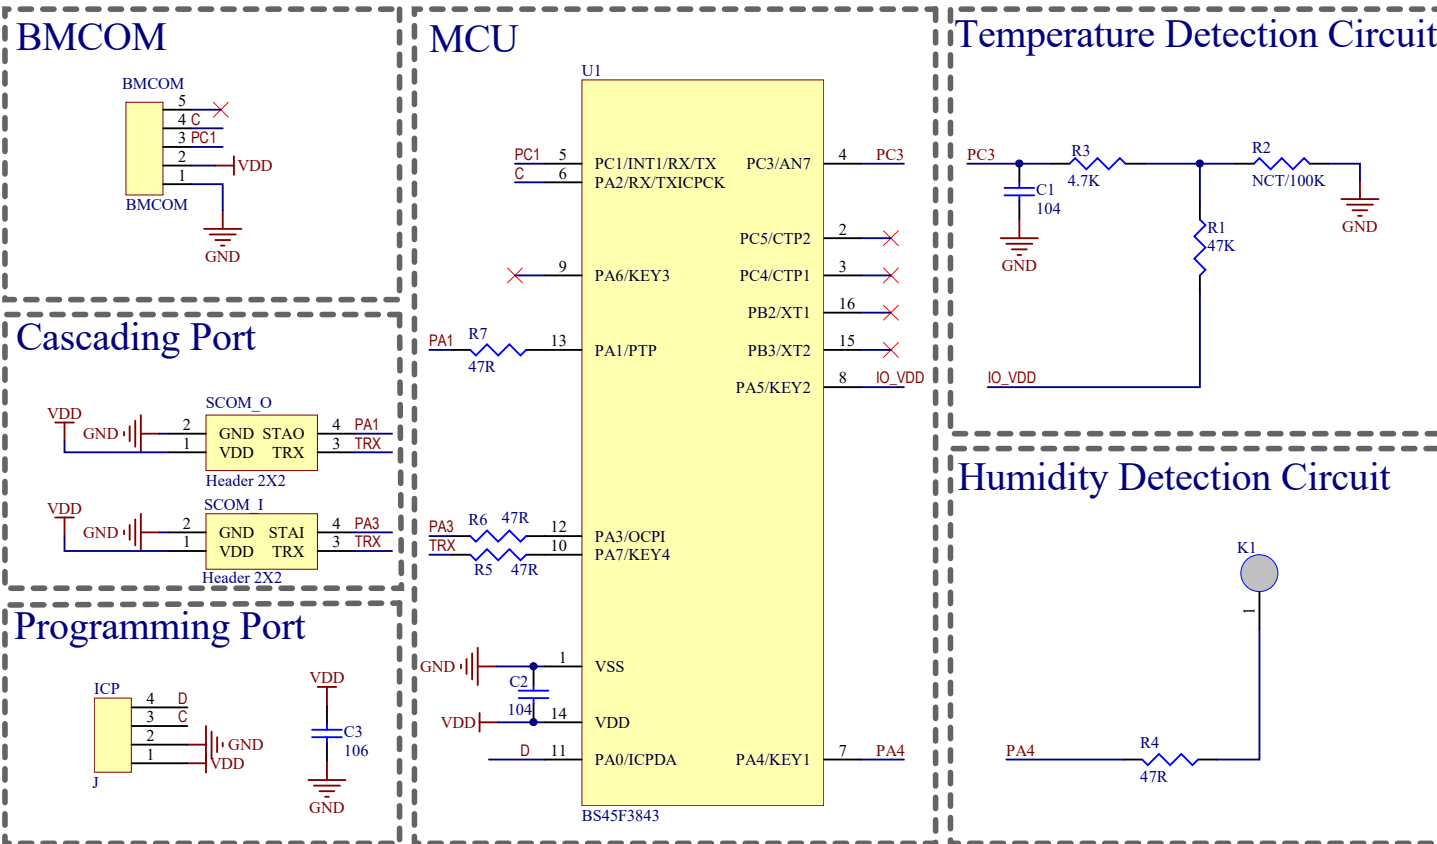 BMCOM
BMCOM
5
4 C
3 PC1
2 VDD
1
BMCOM
GND
Cascading Port
SCOM_O
VDD
GND 2 GND STAO 4 PA1
1 VDD TRX 3 TRX
Header 2X2
SCOM_I
VDD
GND 2 GND STAI 4 PA3
1 VDD TRX 3 TRX
Header 2X2
Programming Port
ICP
4 D
3 C
2 GND
1 VDD
J
VDD
C3
106
GND
MCU
U1
PC1 5 PC1/INT1/RX/TX PC3/AN7 4 PC3
C 6 PA2/RX/TXICPCK
PC5/CTP2 2
9 PA6/KEY3 PC4/CTP1 3
PB2/XT1 16
PA1 R7 13 PA1/PTP PB3/XT2 15
47R
PA5/KEY2 8 IO_VDD
PA3 R6 47R 12 PA3/OCPI
TRX 10 PA7/KEY4
R5 47R
GND 1 VSS
C2
104
VDD 14 VDD
D 11 PA0/ICPDA PA4/KEY1 7 PA4
BS45F3843
Temperature Detection Circuit
PC3 R3 R2
4.7K NCT/100K
C1
104
GND
R1
47K
GND
IO_VDD
Humidity Detection Circuit
K1
1
PA4 R4
47R